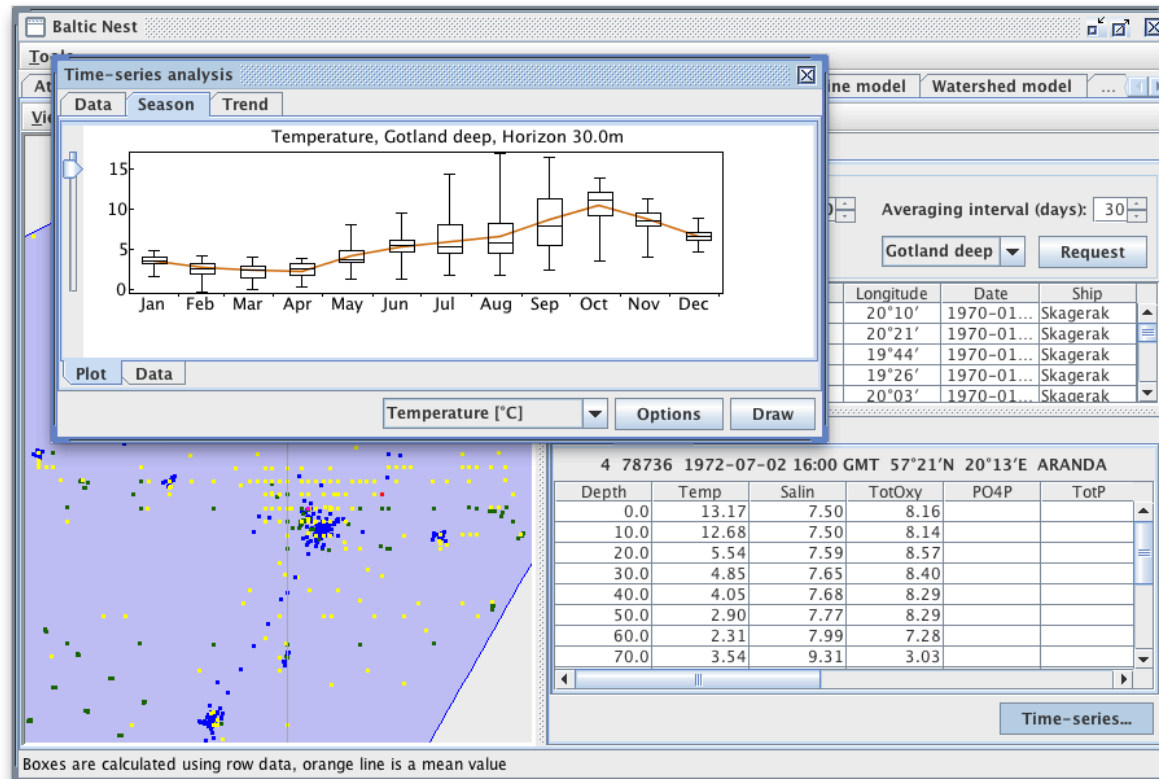 Baltic Nest
Tools
Time-series analysis
At
ine model Watershed model ...
Data Season Trend
Vie
Temperature, Gotland deep, Horizon 30.0m
15
10
5
0
Jan Feb Mar Apr May Jun Jul Aug Sep Oct Nov Dec
Plot Data
Temperature [°C] Options Draw
0 Averaging interval (days): 30
Gotland deep Request
Longitude Date Ship
20°10′ 1970-01... Skagerak
20°21′ 1970-01... Skagerak
19°44′ 1970-01... Skagerak
19°26′ 1970-01... Skagerak
20°03′ 1970-01... Skagerak
4 78736 1972-07-02 16:00 GMT 57°21′N 20°13′E ARANDA
Depth Temp Salin TotOxy PO4P TotP
0.0 13.17 7.50 8.16
10.0 12.68 7.50 8.14
20.0 5.54 7.59 8.57
30.0 4.85 7.65 8.40
40.0 4.05 7.68 8.29
50.0 2.90 7.77 8.29
60.0 2.31 7.99 7.28
70.0 3.54 9.31 3.03
Time-series...
Boxes are calculated using row data, orange line is a mean value